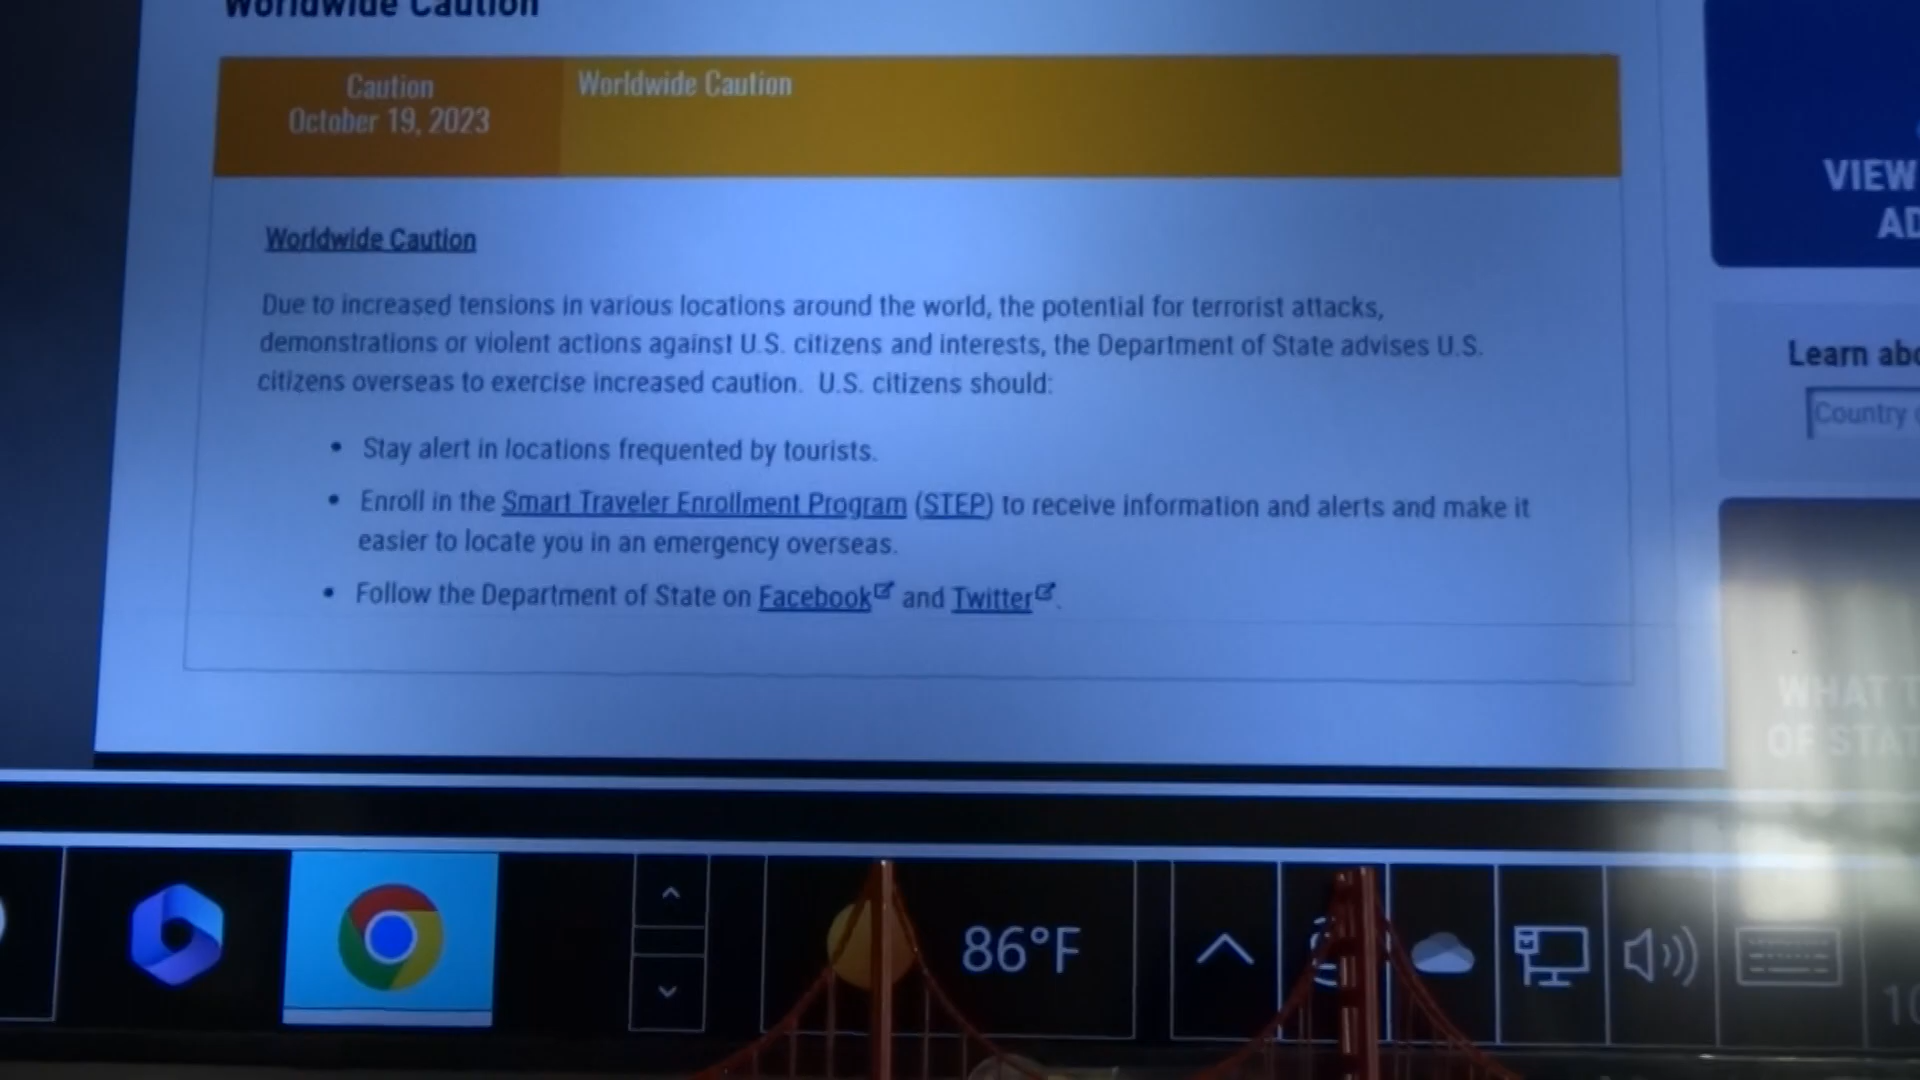 Worldwide Caution
Caution
October 19, 2023
Worldwide Caution
Worldwide Caution
Due to increased tensions in various locations around the world, the potential for terrorist attacks,
demonstrations or violent actions against U.S. citizens and interests, the Department of State advises U.S.
citizens overseas to exercise increased caution.  U.S. citizens should:
• Stay alert in locations frequented by tourists.
• Enroll in the Smart Traveler Enrollment Program (STEP) to receive information and alerts and make it
easier to locate you in an emergency overseas.
• Follow the Department of State on Facebook and Twitter.
VIEW
AD
Learn abo
Country o
WHAT T
OF STAT
86°F
10